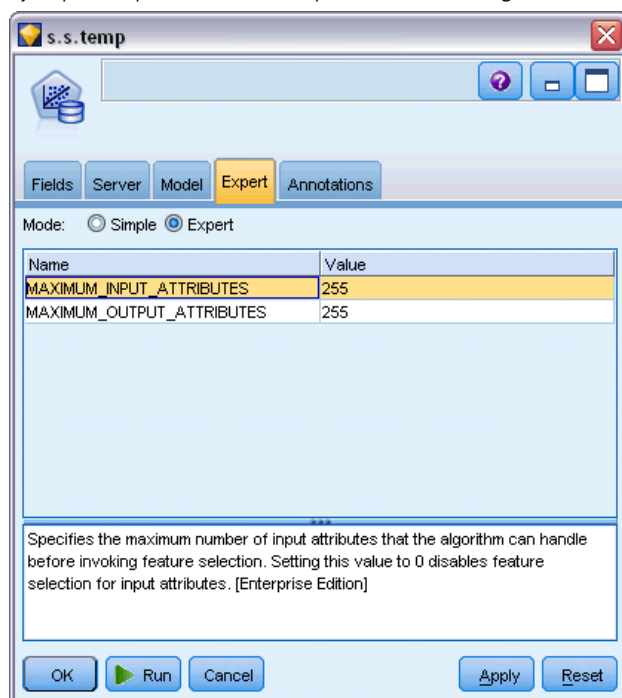 s.s.temp
Fields Server Model Expert Annotations
Mode: Simple Expert
Name Value
MAXIMUM_INPUT_ATTRIBUTES 255
MAXIMUM_OUTPUT_ATTRIBUTES 255
Specifies the maximum number of input attributes that the algorithm can handle
before invoking feature selection. Setting this value to 0 disables feature
selection for input attributes. [Enterprise Edition]
OK Run Cancel Apply Reset